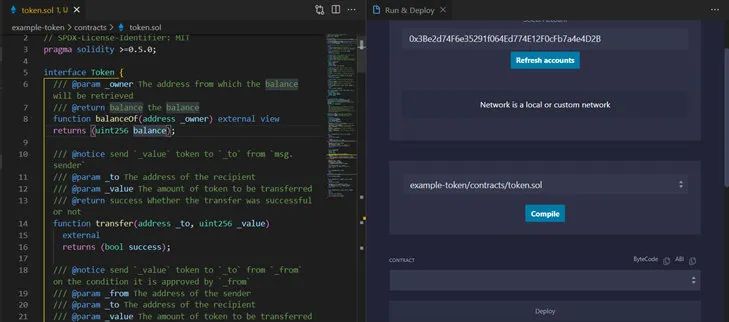 token.sol 1, U
example-token > contracts > token.sol
2 // SPDX-License-Identifier: MIT
3 pragma solidity >=0.5.0;
4
5 interface Token {
6 /// @param _owner The address from which the balance
will be retrieved
7 /// @return balance the balance
8 function balanceOf(address _owner) external view
returns (uint256 balance);
9
10 /// @notice send `_value` token to `_to` from `msg.
sender`
11 /// @param _to The address of the recipient
12 /// @param _value The amount of token to be transferred
13 /// @return success Whether the transfer was successful
or not
14 function transfer(address _to, uint256 _value)
15 external
16 returns (bool success);
17
18 /// @notice send `_value` token to `_to` from `_from`
on the condition it is approved by `_from`
19 /// @param _from The address of the sender
20 /// @param _to The address of the recipient
21 /// @param _value The amount of token to be transferred
Run & Deploy
Select Account
0x3Be2d74F6e35291f064Ed774E12F0cFb7a4e4D2B
Refresh accounts
Network is a local or custom network
example-token/contracts/token.sol
Compile
CONTRACT
ByteCode
ABI
Deploy